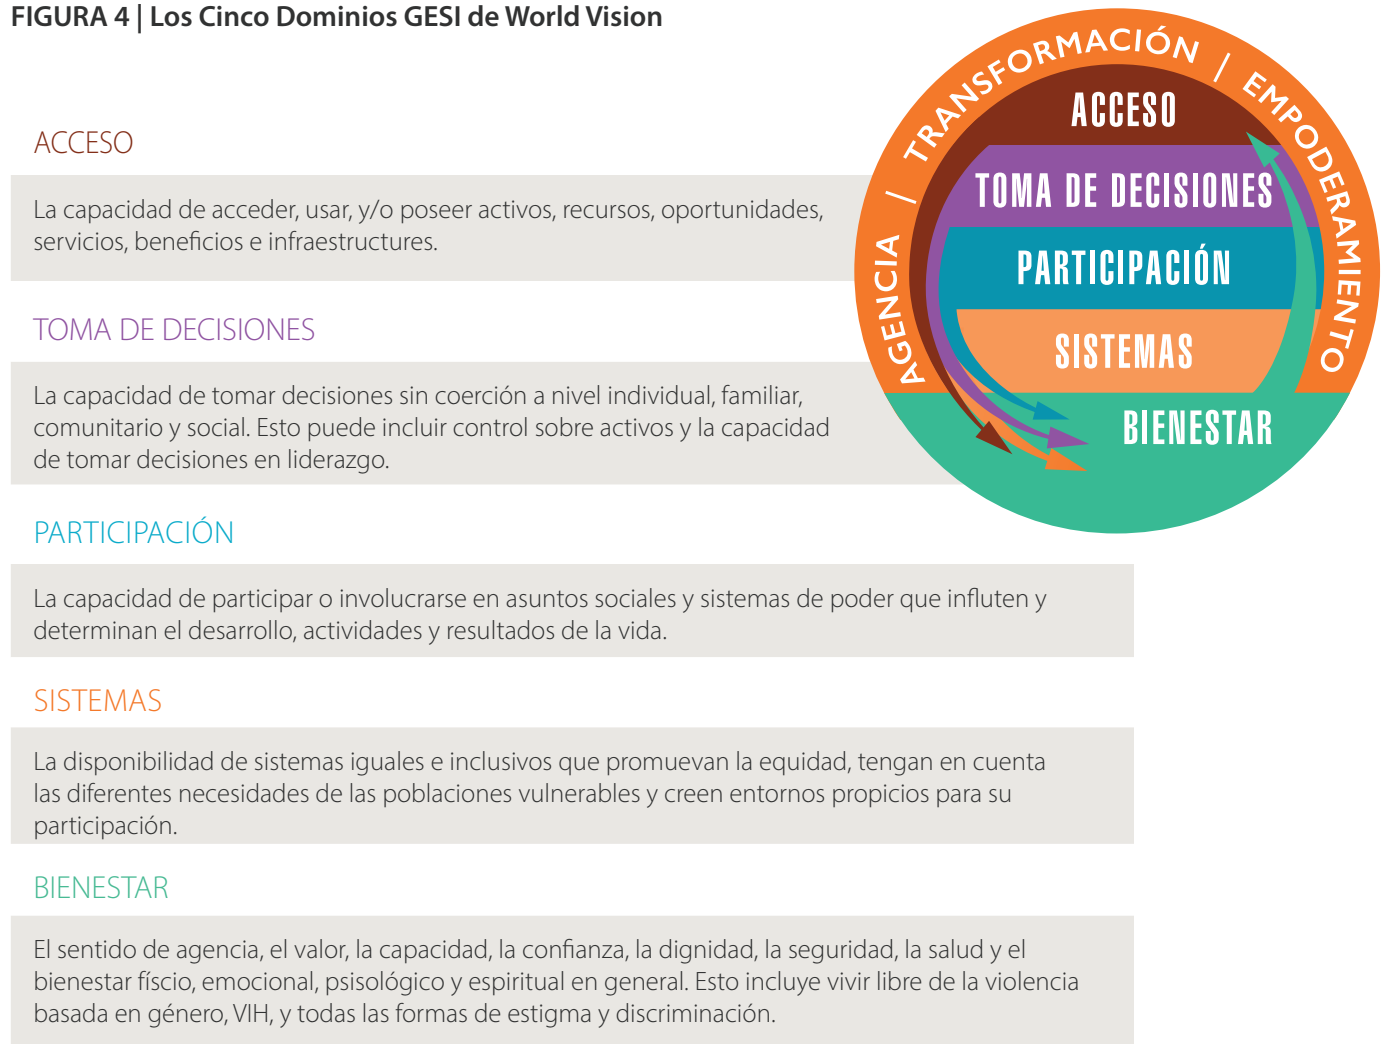 FIGURA 4 | Los Cinco Dominios GESI de World Vision
ACCESO
La capacidad de acceder, usar, y/o poseer activos, recursos, oportunidades,
servicios, beneficios e infraestructures.
TOMA DE DECISIONES
La capacidad de tomar decisiones sin coerción a nivel individual, familiar,
comunitario y social. Esto puede incluir control sobre activos y la capacidad
de tomar decisiones en liderazgo.
PARTICIPACIÓN
La capacidad de participar o involucrarse en asuntos sociales y sistemas de poder que influten y
determinan el desarrollo, actividades y resultados de la vida.
SISTEMAS
La disponibilidad de sistemas iguales e inclusivos que promuevan la equidad, tengan en cuenta
las diferentes necesidades de las poblaciones vulnerables y creen entornos propicios para su
participación.
BIENESTAR
El sentido de agencia, el valor, la capacidad, la confianza, la dignidad, la seguridad, la salud y el
bienestar físcio, emocional, psisológico y espiritual en general. Esto incluye vivir libre de la violencia
basada en género, VIH, y todas las formas de estigma y discriminación.
AGENCIA | TRANSFORMACIÓN | EMPODERAMIENTO
ACCESO
TOMA DE DECISIONES
PARTICIPACIÓN
SISTEMAS
BIENESTAR